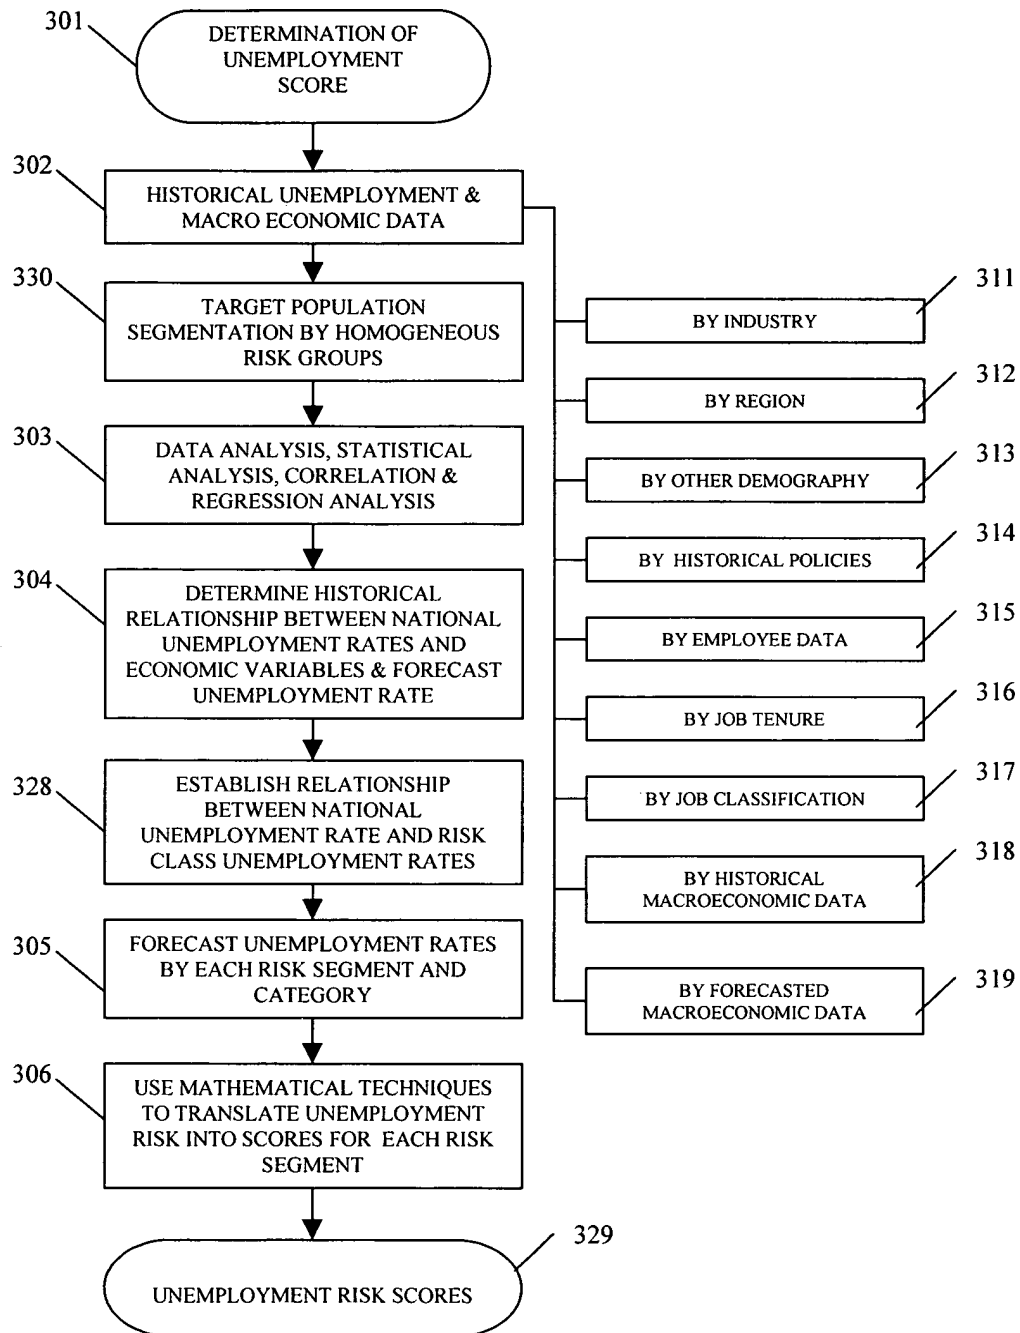 301
DETERMINATION OF
UNEMPLOYMENT
SCORE
302
HISTORICAL UNEMPLOYMENT &
MACRO ECONOMIC DATA
330
TARGET POPULATION
SEGMENTATION BY HOMOGENEOUS
RISK GROUPS
303
DATA ANALYSIS, STATISTICAL
ANALYSIS, CORRELATION &
REGRESSION ANALYSIS
304
DETERMINE HISTORICAL
RELATIONSHIP BETWEEN NATIONAL
UNEMPLOYMENT RATES AND
ECONOMIC VARIABLES & FORECAST
UNEMPLOYMENT RATE
328
ESTABLISH RELATIONSHIP
BETWEEN NATIONAL
UNEMPLOYMENT RATE AND RISK
CLASS UNEMPLOYMENT RATES
305
FORECAST UNEMPLOYMENT RATES
BY EACH RISK SEGMENT AND
CATEGORY
306
USE MATHEMATICAL TECHNIQUES
TO TRANSLATE UNEMPLOYMENT
RISK INTO SCORES FOR EACH RISK
SEGMENT
329
UNEMPLOYMENT RISK SCORES
311
BY INDUSTRY
312
BY REGION
313
BY OTHER DEMOGRAPHY
314
BY HISTORICAL POLICIES
315
BY EMPLOYEE DATA
316
BY JOB TENURE
317
BY JOB CLASSIFICATION
318
BY HISTORICAL
MACROECONOMIC DATA
319
BY FORECASTED
MACROECONOMIC DATA